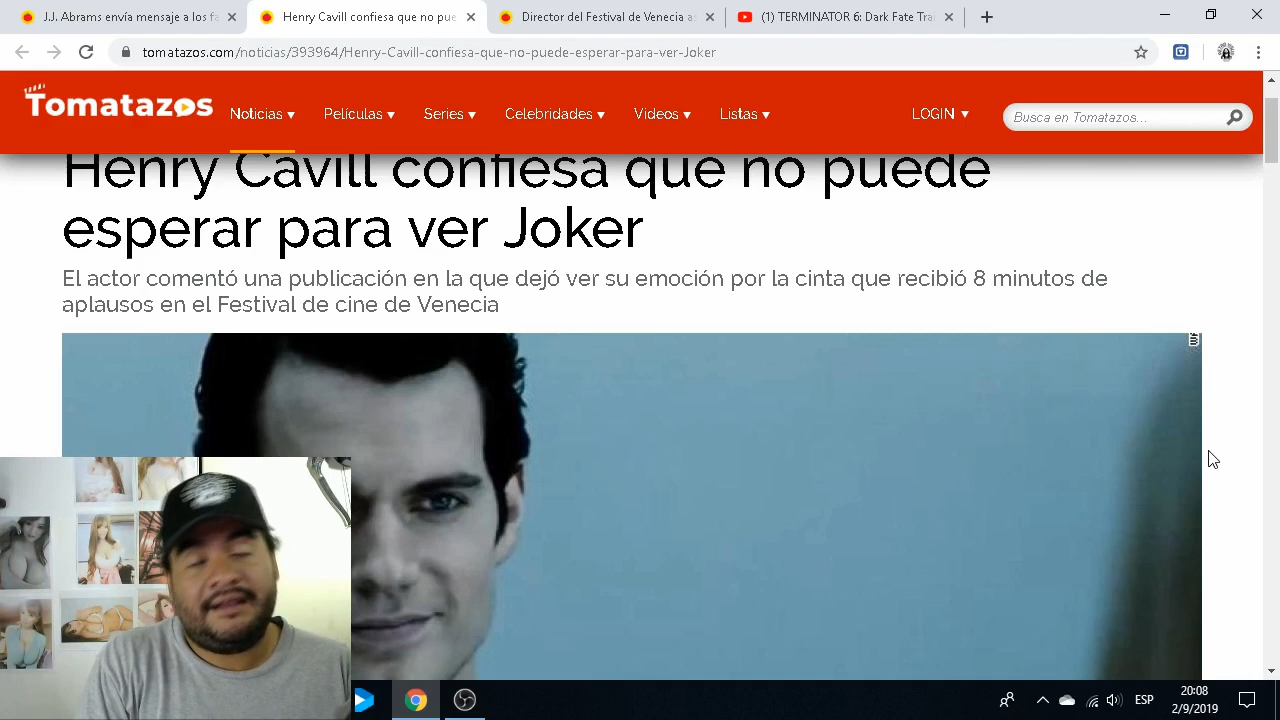 J.J. Abrams envía mensaje a los fa
Henry Cavill confiesa que no pue
Director del Festival de Venecia a
(1) TERMINATOR 6: Dark Fate Tra
tomatazos.com/noticias/393964/Henry-Cavill-confiesa-que-no-puede-esperar-para-ver-Joker
Tomatazos
Noticias ▾
Películas ▾
Series ▾
Celebridades ▾
Videos ▾
Listas ▾
LOGIN ▾
Busca en Tomatazos...
Henry Cavill confiesa que no puede
esperar para ver Joker
El actor comentó una publicación en la que dejó ver su emoción por la cinta que recibió 8 minutos de
aplausos en el Festival de cine de Venecia
ESP
20:08
2/9/2019